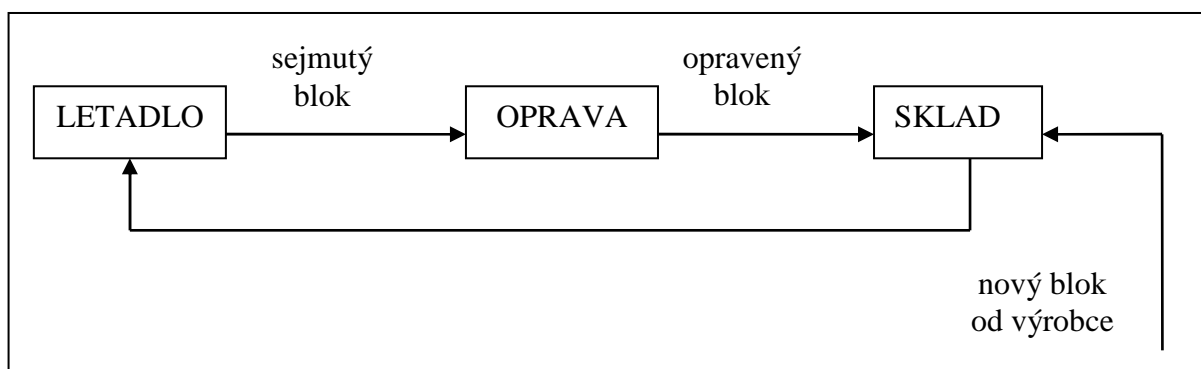 sejmutý
blok
opravený
blok
LETADLO
OPRAVA
SKLAD
nový blok
od výrobce